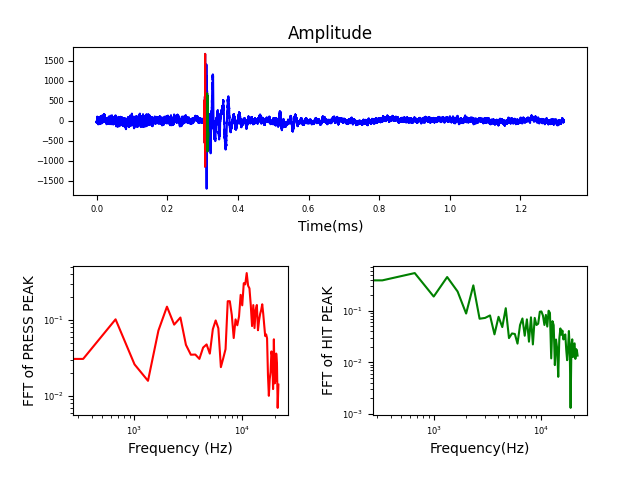 Amplitude
1500
1000
500
0
−500
−1000
−1500
0.0 0.2 0.4 0.6 0.8 1.0 1.2
Time(ms)
FFT of PRESS PEAK
10⁻¹
10⁻²
10³ 10⁴
Frequency (Hz)
FFT of HIT PEAK
10⁻¹
10⁻²
10⁻³
10³ 10⁴
Frequency(Hz)